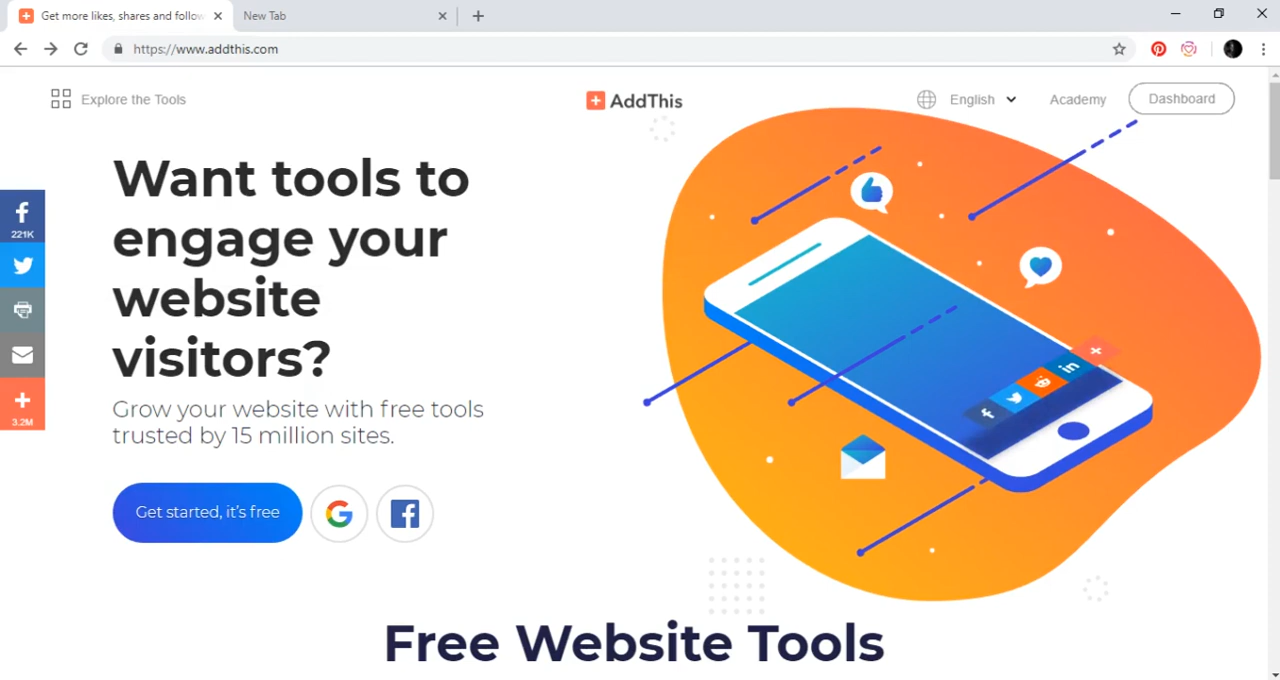 Get more likes, shares and follow
New Tab
https://www.addthis.com
Explore the Tools
AddThis
English
Academy
Dashboard
Want tools to
engage your
website
visitors?
221K
3.2M
Grow your website with free tools
trusted by 15 million sites.
Get started, it's free
Free Website Tools